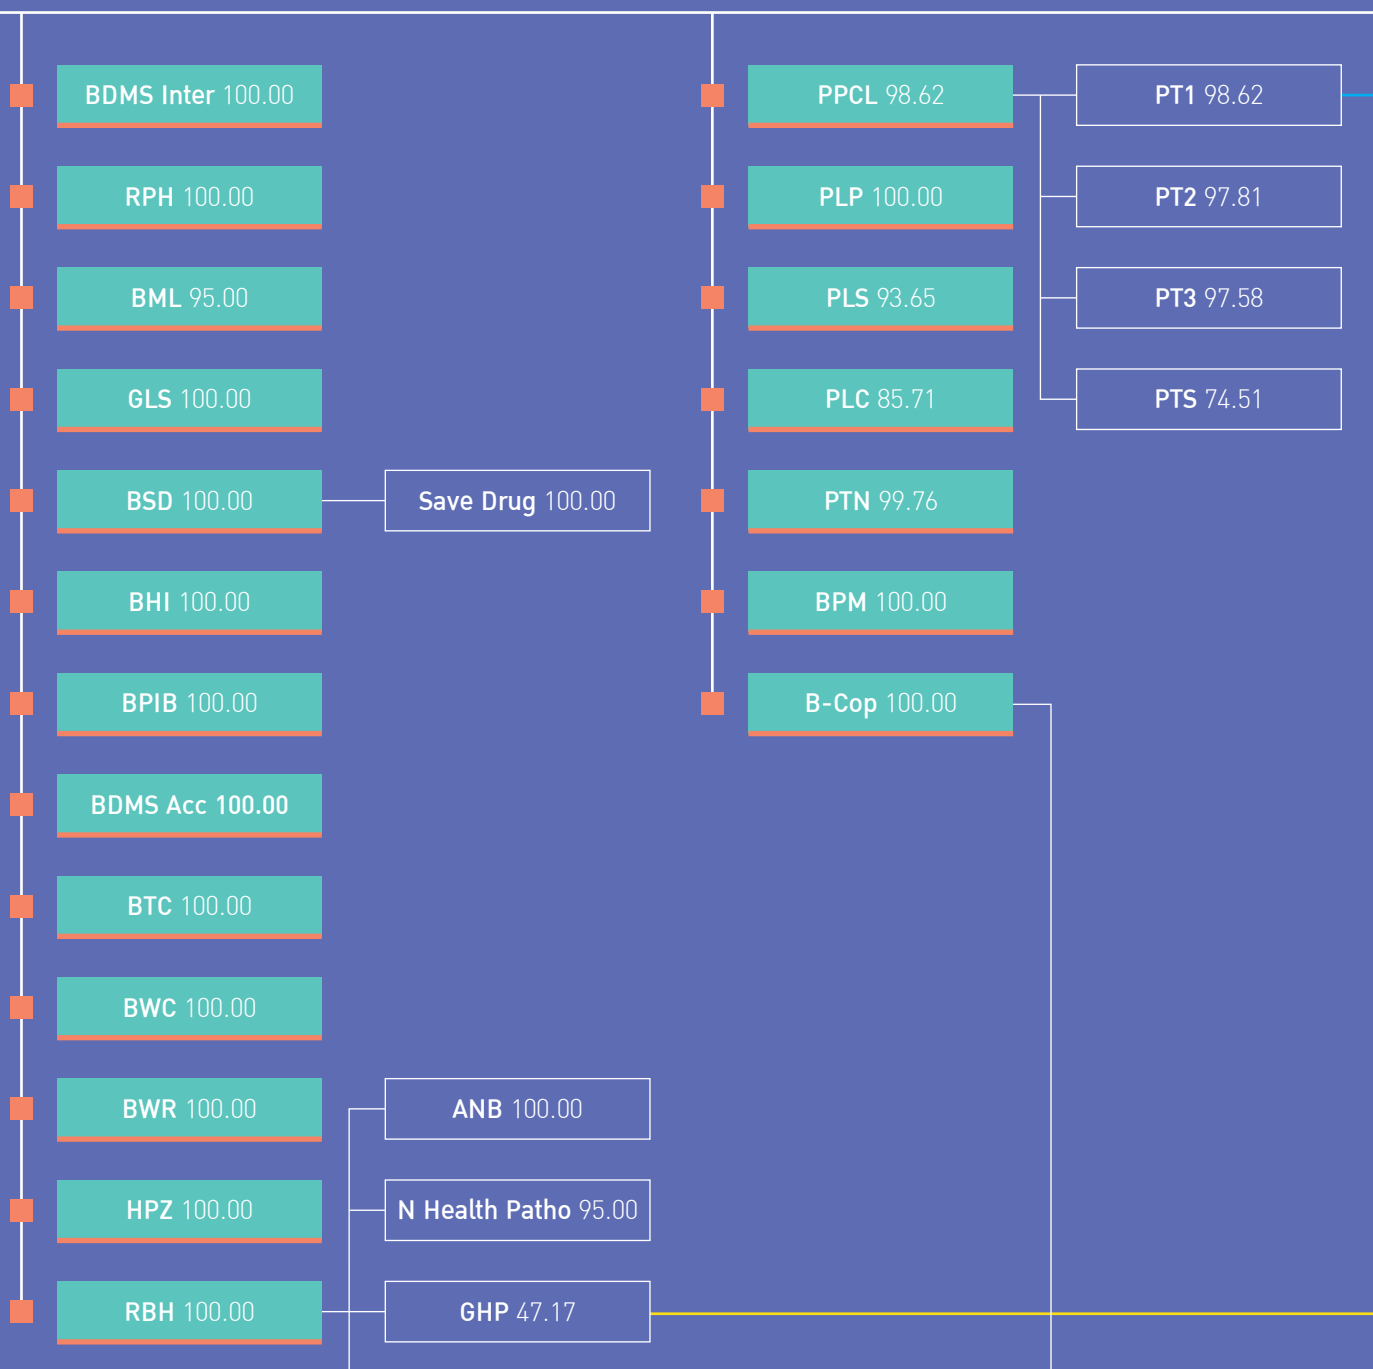 BDMS Inter 100.00
RPH 100.00
BML 95.00
GLS 100.00
BSD 100.00
Save Drug 100.00
BHI 100.00
BPIB 100.00
BDMS Acc 100.00
BTC 100.00
BWC 100.00
BWR 100.00
ANB 100.00
HPZ 100.00
N Health Patho 95.00
RBH 100.00
GHP 47.17
PPCL 98.62
PT1 98.62
PLP 100.00
PT2 97.81
PLS 93.65
PT3 97.58
PLC 85.71
PTS 74.51
PTN 99.76
BPM 100.00
B-Cop 100.00